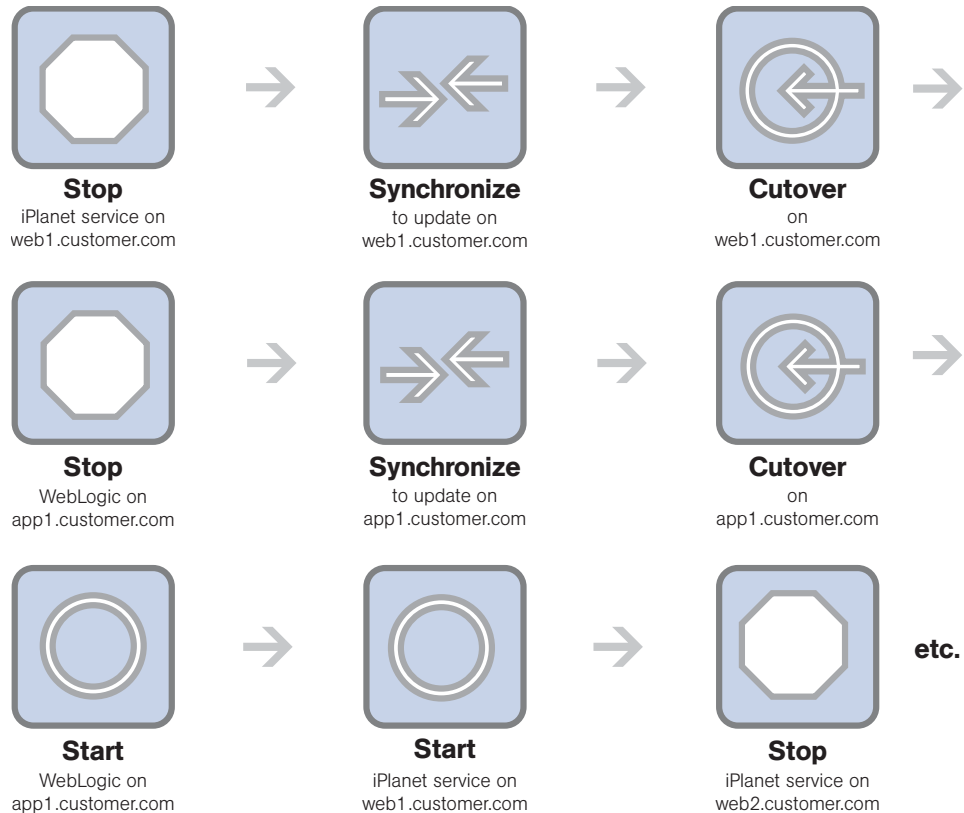 Stop
iPlanet service on
web1.customer.com
Synchronize
to update on
web1.customer.com
Cutover
on
web1.customer.com
Stop
WebLogic on
app1.customer.com
Synchronize
to update on
app1.customer.com
Cutover
on
app1.customer.com
Start
WebLogic on
app1.customer.com
Start
iPlanet service on
web1.customer.com
Stop
iPlanet service on
web2.customer.com
etc.